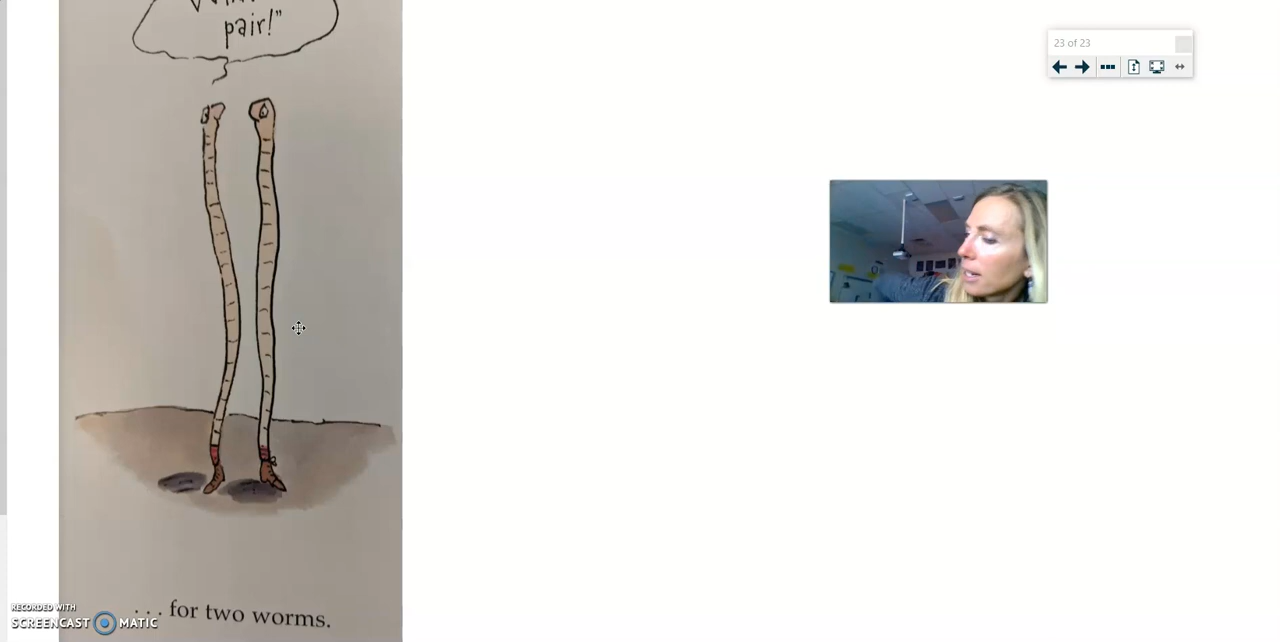 pair!"
23 of 23
. . . for two worms.
RECORDED WITH
SCREENCAST MATIC